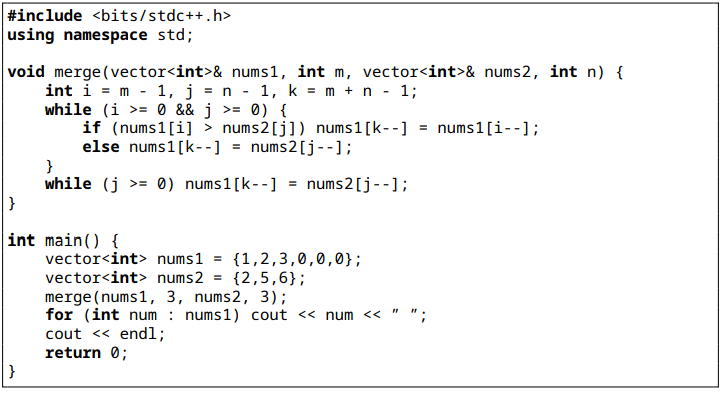 #include <bits/stdc++.h>
using namespace std;

void merge(vector<int>& nums1, int m, vector<int>& nums2, int n) {
    int i = m - 1, j = n - 1, k = m + n - 1;
    while (i >= 0 && j >= 0) {
        if (nums1[i] > nums2[j]) nums1[k--] = nums1[i--];
        else nums1[k--] = nums2[j--];
    }
    while (j >= 0) nums1[k--] = nums2[j--];
}

int main() {
    vector<int> nums1 = {1,2,3,0,0,0};
    vector<int> nums2 = {2,5,6};
    merge(nums1, 3, nums2, 3);
    for (int num : nums1) cout << num << ” ”;
    cout << endl;
    return 0;
}